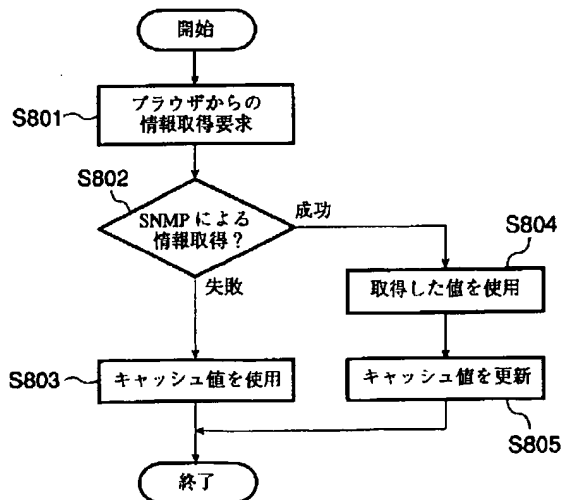 開始
S801
ブラウザからの
情報取得要求
S802
SNMPによる
情報取得？
成功
失敗
S804
取得した値を使用
S803
キャッシュ値を使用
キャッシュ値を更新
S805
終了